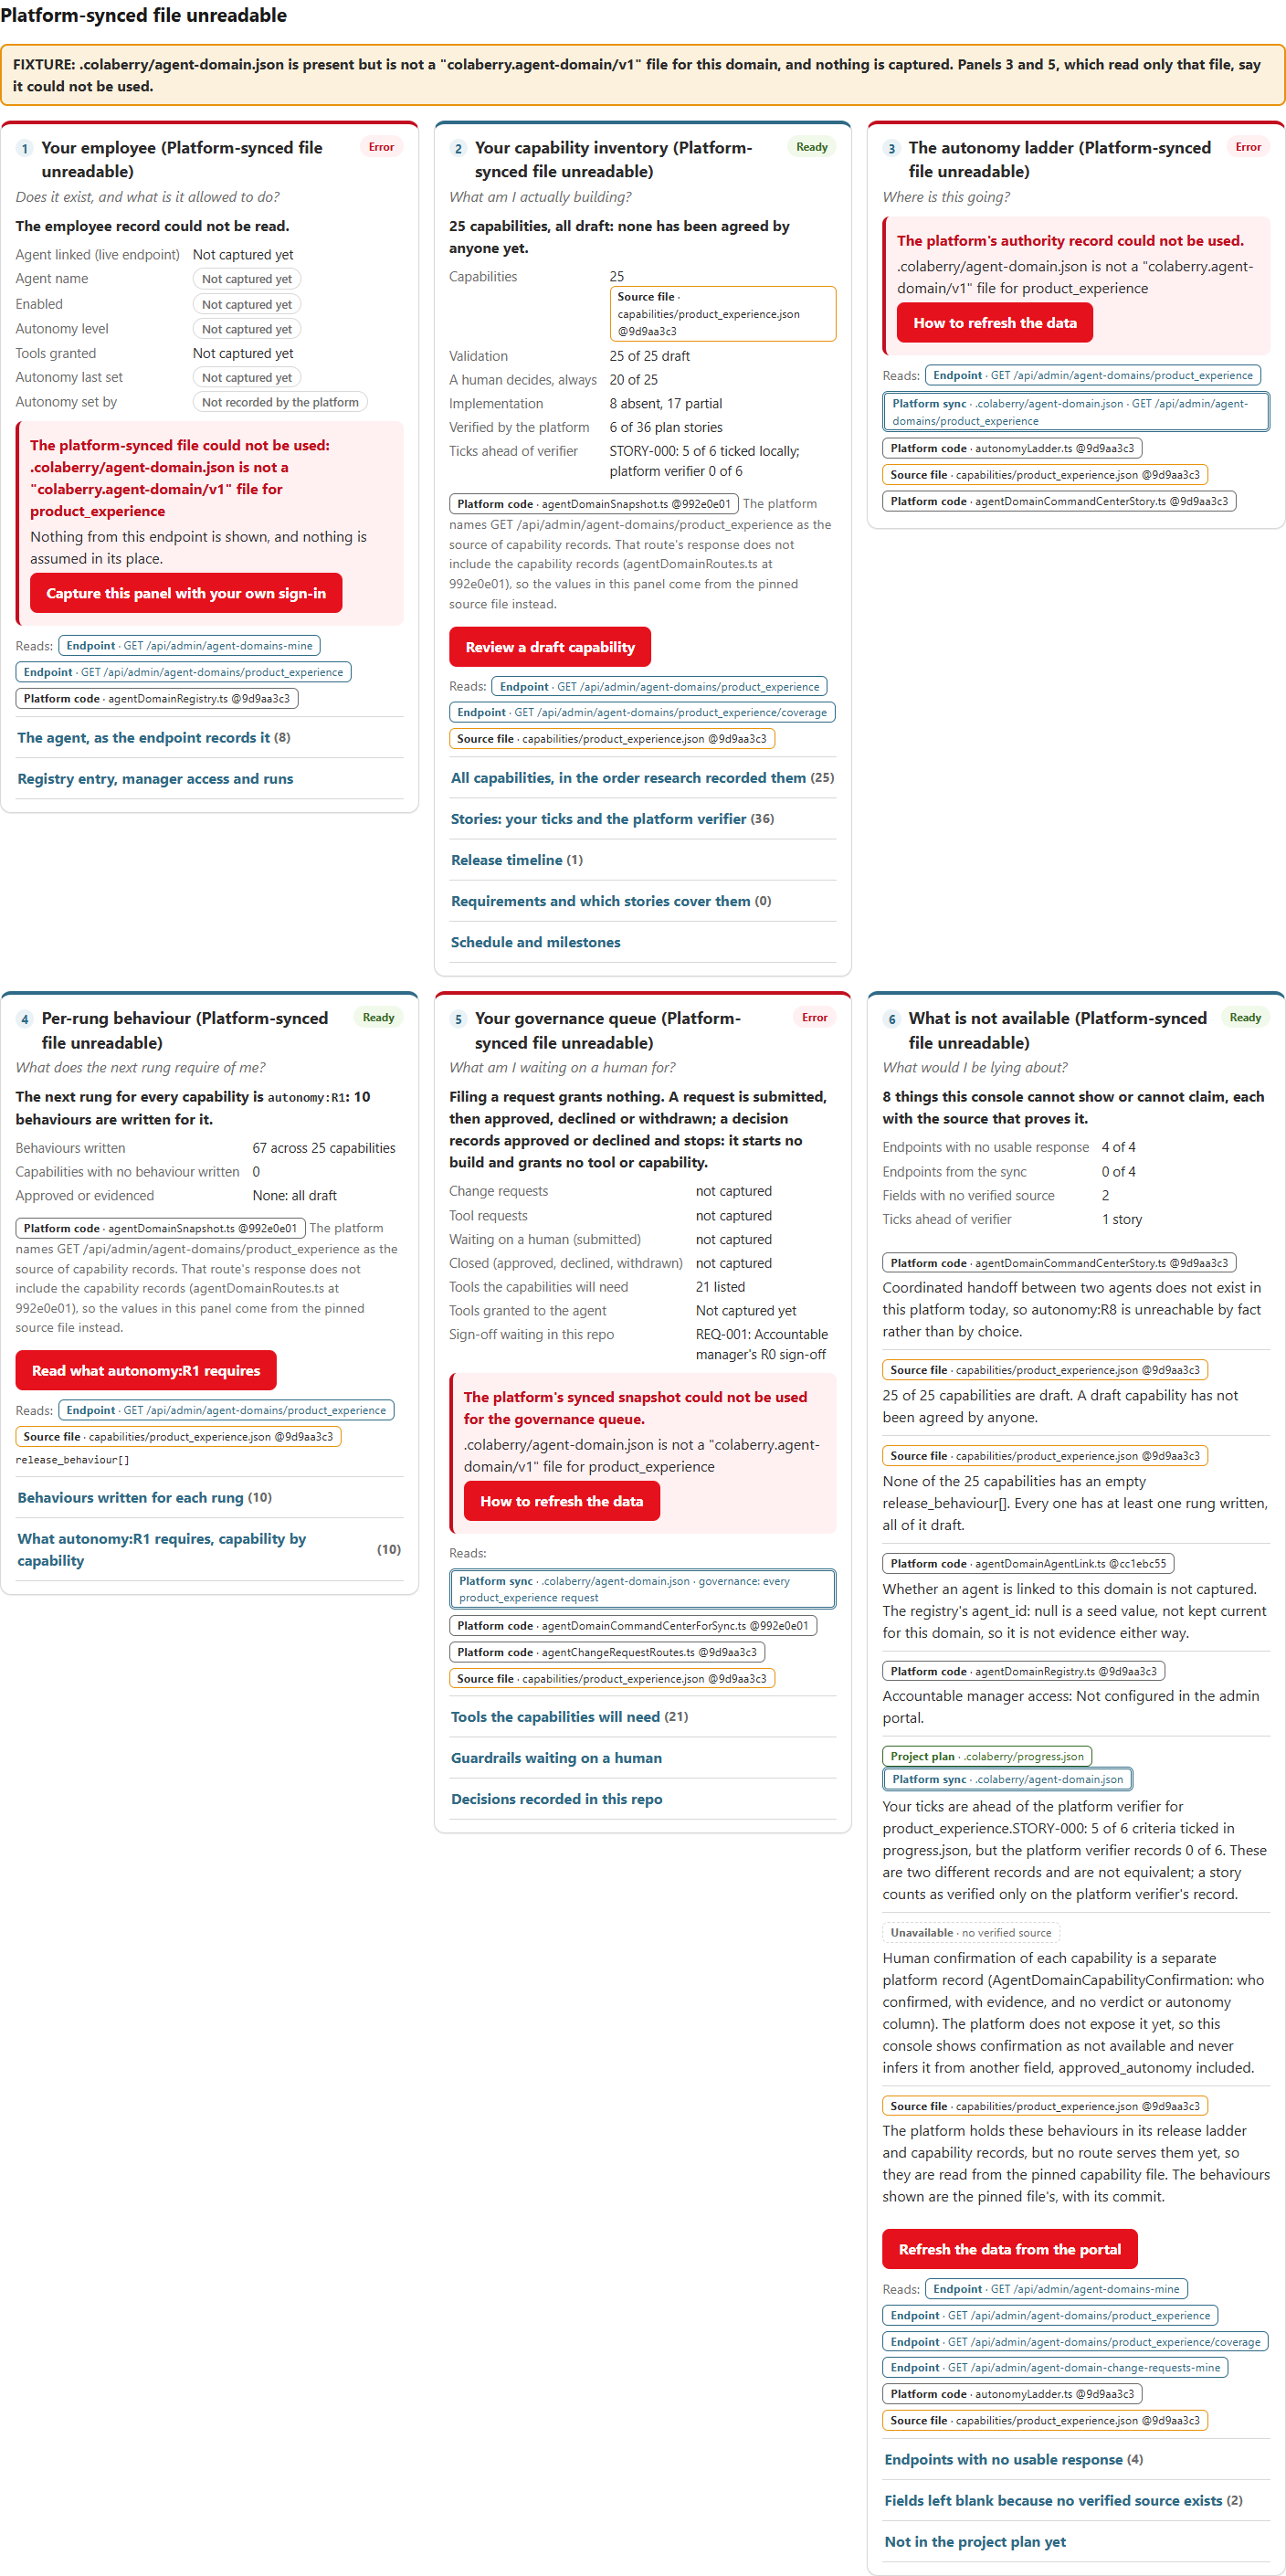 Platform-synced file unreadable
FIXTURE: .colaberry/agent-domain.json is present but is not a "colaberry.agent-domain/v1" file for this domain, and nothing is captured. Panels 3 and 5, which read only that file, say
it could not be used.
1
Your employee (Platform-synced file
unreadable)
Error
Does it exist, and what is it allowed to do?
The employee record could not be read.
Agent linked (live endpoint) Not captured yet
Agent name Not captured yet
Enabled Not captured yet
Autonomy level Not captured yet
Tools granted Not captured yet
Autonomy last set Not captured yet
Autonomy set by Not recorded by the platform
The platform-synced file could not be used:
.colaberry/agent-domain.json is not a
"colaberry.agent-domain/v1" file for
product_experience
Nothing from this endpoint is shown, and nothing is
assumed in its place.
Capture this panel with your own sign-in
Reads: Endpoint · GET /api/admin/agent-domains-mine
Endpoint · GET /api/admin/agent-domains/product_experience
Platform code · agentDomainRegistry.ts @9d9aa3c3
The agent, as the endpoint records it (8)
Registry entry, manager access and runs
2
Your capability inventory (Platform-
synced file unreadable)
Ready
What am I actually building?
25 capabilities, all draft: none has been agreed by
anyone yet.
Capabilities 25
Source file ·
capabilities/product_experience.json
@9d9aa3c3
Validation 25 of 25 draft
A human decides, always 20 of 25
Implementation 8 absent, 17 partial
Verified by the platform 6 of 36 plan stories
Ticks ahead of verifier STORY-000: 5 of 6 ticked locally;
platform verifier 0 of 6
Platform code · agentDomainSnapshot.ts @992e0e01 The platform
names GET /api/admin/agent-domains/product_experience as the
source of capability records. That route's response does not
include the capability records (agentDomainRoutes.ts at
992e0e01), so the values in this panel come from the pinned
source file instead.
Review a draft capability
Reads: Endpoint · GET /api/admin/agent-domains/product_experience
Endpoint · GET /api/admin/agent-domains/product_experience/coverage
Source file · capabilities/product_experience.json @9d9aa3c3
All capabilities, in the order research recorded them (25)
Stories: your ticks and the platform verifier (36)
Release timeline (1)
Requirements and which stories cover them (0)
Schedule and milestones
3
The autonomy ladder (Platform-synced
file unreadable)
Error
Where is this going?
The platform's authority record could not be used.
.colaberry/agent-domain.json is not a "colaberry.agent-
domain/v1" file for product_experience
How to refresh the data
Reads: Endpoint · GET /api/admin/agent-domains/product_experience
Platform sync · .colaberry/agent-domain.json · GET /api/admin/agent-
domains/product_experience
Platform code · autonomyLadder.ts @9d9aa3c3
Source file · capabilities/product_experience.json @9d9aa3c3
Platform code · agentDomainCommandCenterStory.ts @9d9aa3c3
4
Per-rung behaviour (Platform-synced
file unreadable)
Ready
What does the next rung require of me?
The next rung for every capability is autonomy:R1: 10
behaviours are written for it.
Behaviours written 67 across 25 capabilities
Capabilities with no behaviour written 0
Approved or evidenced None: all draft
Platform code · agentDomainSnapshot.ts @992e0e01 The platform
names GET /api/admin/agent-domains/product_experience as the
source of capability records. That route's response does not
include the capability records (agentDomainRoutes.ts at
992e0e01), so the values in this panel come from the pinned
source file instead.
Read what autonomy:R1 requires
Reads: Endpoint · GET /api/admin/agent-domains/product_experience
Source file · capabilities/product_experience.json @9d9aa3c3
release_behaviour[]
Behaviours written for each rung (10)
What autonomy:R1 requires, capability by
capability
(10)
5
Your governance queue (Platform-
synced file unreadable)
Error
What am I waiting on a human for?
Filing a request grants nothing. A request is submitted,
then approved, declined or withdrawn; a decision
records approved or declined and stops: it starts no
build and grants no tool or capability.
Change requests not captured
Tool requests not captured
Waiting on a human (submitted) not captured
Closed (approved, declined, withdrawn) not captured
Tools the capabilities will need 21 listed
Tools granted to the agent Not captured yet
Sign-off waiting in this repo REQ-001: Accountable
manager's R0 sign-off
The platform's synced snapshot could not be used
for the governance queue.
.colaberry/agent-domain.json is not a "colaberry.agent-
domain/v1" file for product_experience
How to refresh the data
Reads:
Platform sync · .colaberry/agent-domain.json · governance: every
product_experience request
Platform code · agentDomainCommandCenterForSync.ts @992e0e01
Platform code · agentChangeRequestRoutes.ts @9d9aa3c3
Source file · capabilities/product_experience.json @9d9aa3c3
Tools the capabilities will need (21)
Guardrails waiting on a human
Decisions recorded in this repo
6
What is not available (Platform-synced
file unreadable)
Ready
What would I be lying about?
8 things this console cannot show or cannot claim, each
with the source that proves it.
Endpoints with no usable response 4 of 4
Endpoints from the sync 0 of 4
Fields with no verified source 2
Ticks ahead of verifier 1 story
Platform code · agentDomainCommandCenterStory.ts @9d9aa3c3
Coordinated handoff between two agents does not exist in
this platform today, so autonomy:R8 is unreachable by fact
rather than by choice.
Source file · capabilities/product_experience.json @9d9aa3c3
25 of 25 capabilities are draft. A draft capability has not
been agreed by anyone.
Source file · capabilities/product_experience.json @9d9aa3c3
None of the 25 capabilities has an empty
release_behaviour[]. Every one has at least one rung written,
all of it draft.
Platform code · agentDomainAgentLink.ts @cc1ebc55
Whether an agent is linked to this domain is not captured.
The registry's agent_id: null is a seed value, not kept current
for this domain, so it is not evidence either way.
Platform code · agentDomainRegistry.ts @9d9aa3c3
Accountable manager access: Not configured in the admin
portal.
Project plan · .colaberry/progress.json
Platform sync · .colaberry/agent-domain.json
Your ticks are ahead of the platform verifier for
product_experience.STORY-000: 5 of 6 criteria ticked in
progress.json, but the platform verifier records 0 of 6. These
are two different records and are not equivalent; a story
counts as verified only on the platform verifier's record.
Unavailable · no verified source
Human confirmation of each capability is a separate
platform record (AgentDomainCapabilityConfirmation: who
confirmed, with evidence, and no verdict or autonomy
column). The platform does not expose it yet, so this
console shows confirmation as not available and never
infers it from another field, approved_autonomy included.
Source file · capabilities/product_experience.json @9d9aa3c3
The platform holds these behaviours in its release ladder
and capability records, but no route serves them yet, so
they are read from the pinned capability file. The behaviours
shown are the pinned file's, with its commit.
Refresh the data from the portal
Reads: Endpoint · GET /api/admin/agent-domains-mine
Endpoint · GET /api/admin/agent-domains/product_experience
Endpoint · GET /api/admin/agent-domains/product_experience/coverage
Endpoint · GET /api/admin/agent-domain-change-requests-mine
Platform code · autonomyLadder.ts @9d9aa3c3
Source file · capabilities/product_experience.json @9d9aa3c3
Endpoints with no usable response (4)
Fields left blank because no verified source exists (2)
Not in the project plan yet